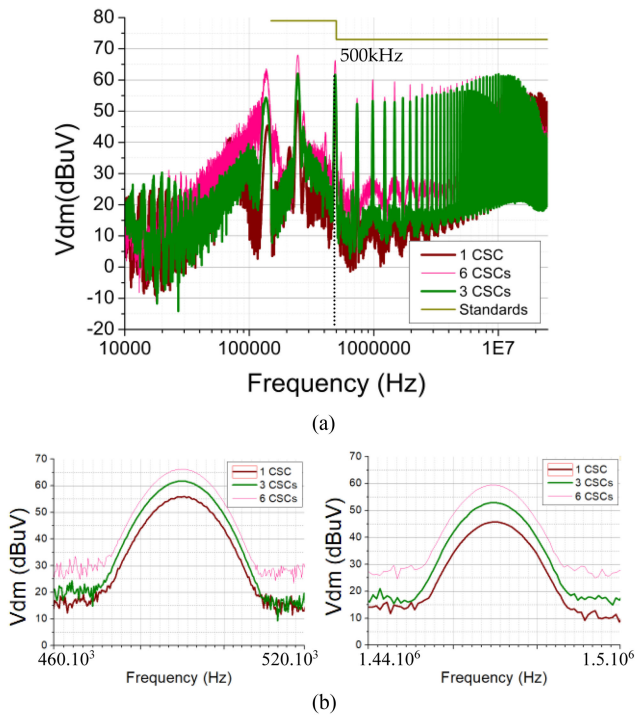 80
70
60
50
40
30
20
10
0
-10
-20
Vdm(dBuV)
500kHz
1 CSC
6 CSCs
3 CSCs
Standards
10000 100000 1000000 1E7
Frequency (Hz)
(a)
70
60
50
40
30
20
10
0
Vdm (dBuV)
1 CSC
3 CSCs
6 CSCs
460.10³ 520.10³
Frequency (Hz)
70
60
50
40
30
20
10
0
Vdm (dBuV)
1 CSC
3 CSCs
6 CSCs
1.44.10⁶ 1.5.10⁶
Frequency (Hz)
(b)